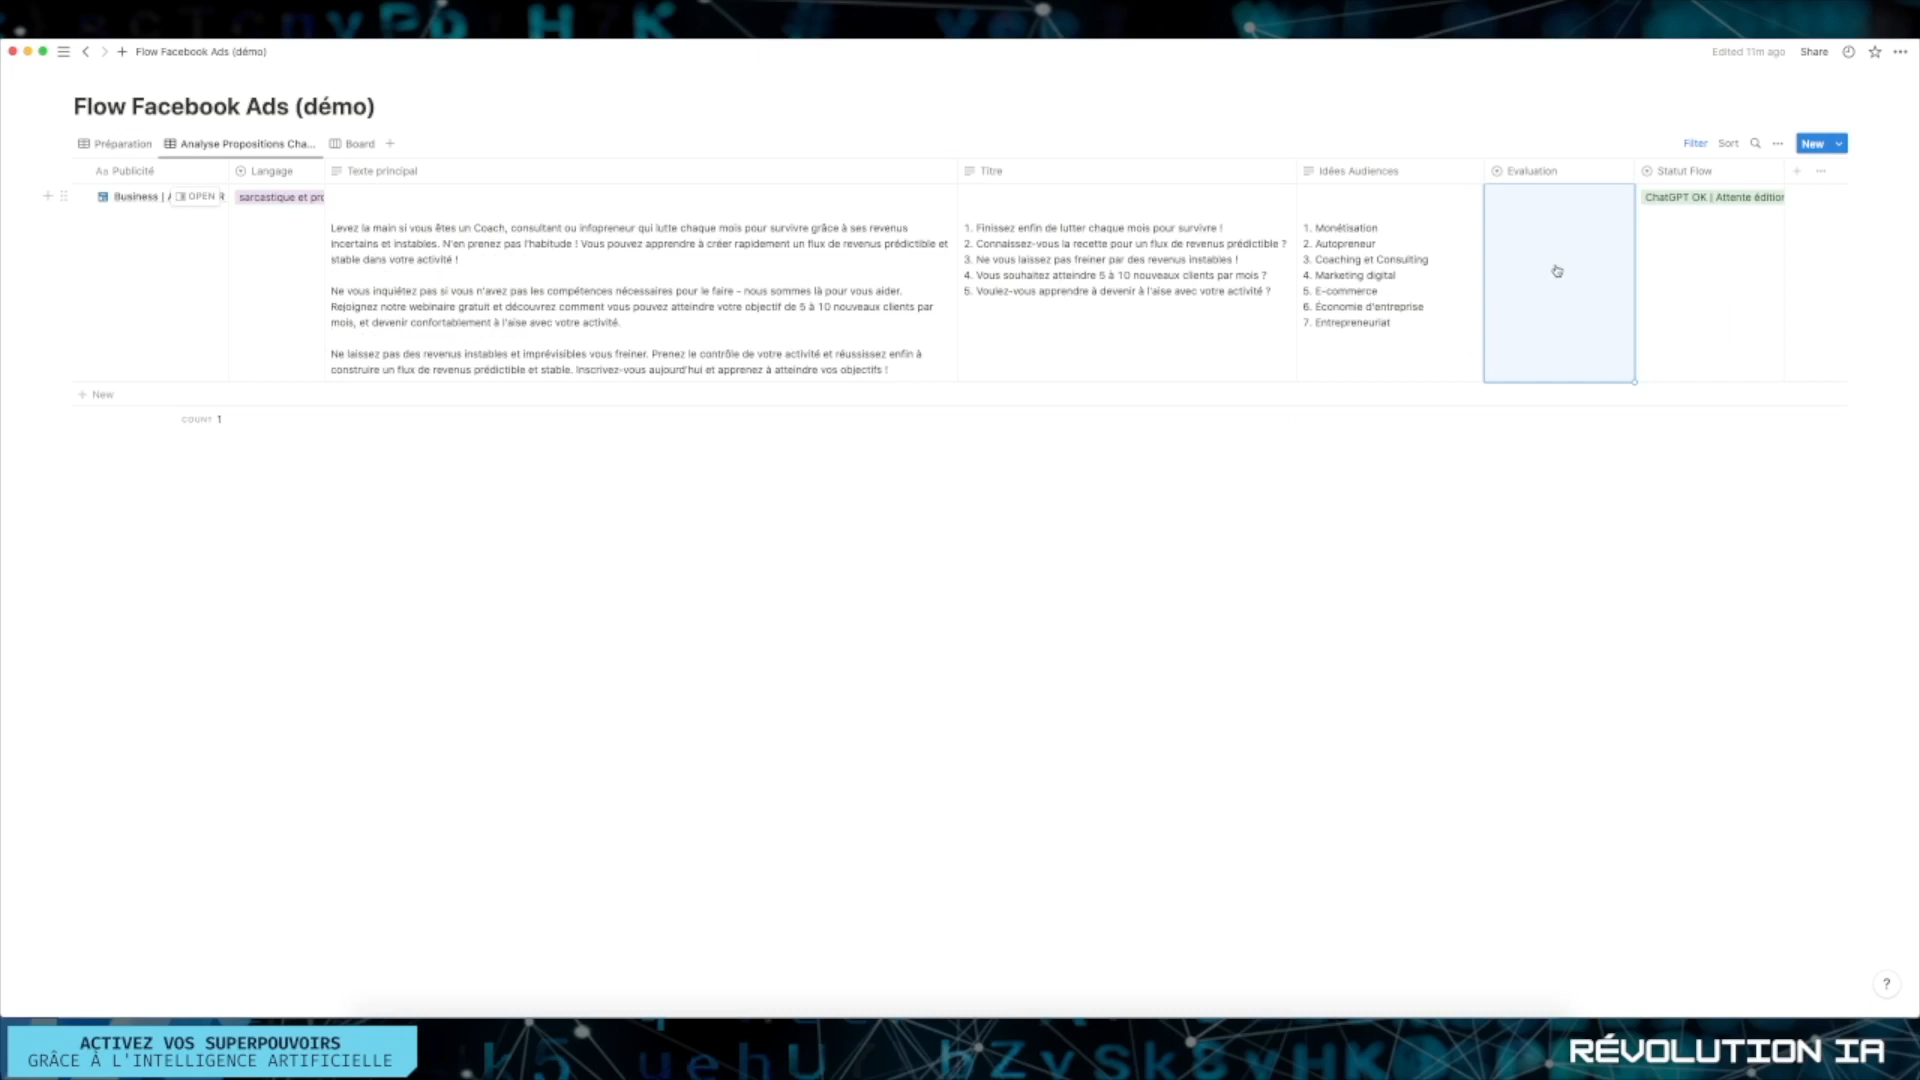 Flow Facebook Ads (démo)
Edited 11m ago
Share
Flow Facebook Ads (démo)
Préparation
Analyse Propositions Cha...
Board
Filter
Sort
New
Aa Publicité
Langage
Texte principal
Titre
Idées Audiences
Evaluation
Statut Flow
Business |
OPEN
sarcastique et pro
Levez la main si vous êtes un Coach, consultant ou infopreneur qui lutte chaque mois pour survivre grâce à ses revenus
incertains et instables. N'en prenez pas l'habitude ! Vous pouvez apprendre à créer rapidement un flux de revenus prédictible et
stable dans votre activité !
Ne vous inquiétez pas si vous n'avez pas les compétences nécessaires pour le faire - nous sommes là pour vous aider.
Rejoignez notre webinaire gratuit et découvrez comment vous pouvez atteindre votre objectif de 5 à 10 nouveaux clients par
mois, et devenir confortablement à l'aise avec votre activité.
Ne laissez pas des revenus instables et imprévisibles vous freiner. Prenez le contrôle de votre activité et réussissez enfin à
construire un flux de revenus prédictible et stable. Inscrivez-vous aujourd'hui et apprenez à atteindre vos objectifs !
1. Finissez enfin de lutter chaque mois pour survivre !
2. Connaissez-vous la recette pour un flux de revenus prédictible ?
3. Ne vous laissez pas freiner par des revenus instables !
4. Vous souhaitez atteindre 5 à 10 nouveaux clients par mois ?
5. Voulez-vous apprendre à devenir à l'aise avec votre activité ?
1. Monétisation
2. Autopreneur
3. Coaching et Consulting
4. Marketing digital
5. E-commerce
6. Économie d'entreprise
7. Entrepreneuriat
ChatGPT OK | Attente édition
New
COUNT 1
?
ACTIVEZ VOS SUPERPOUVOIRS
GRÂCE À L'INTELLIGENCE ARTIFICIELLE
RÉVOLUTION IA